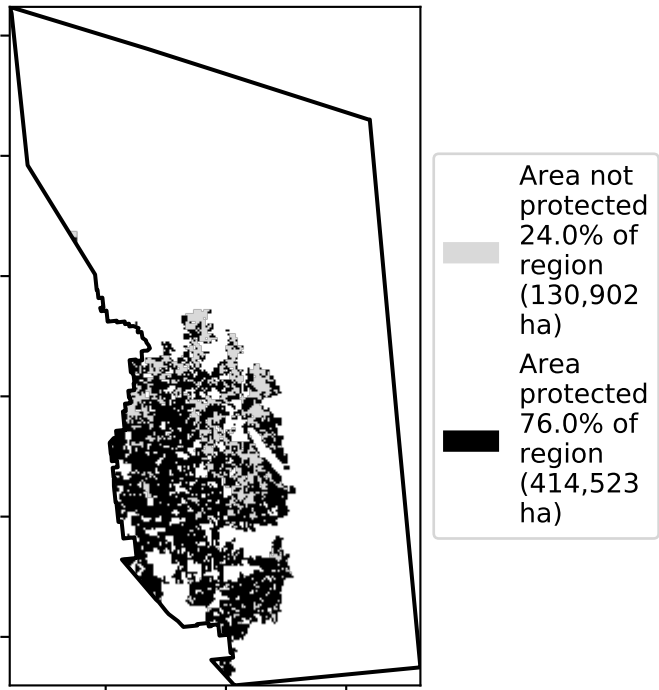 Area not
protected
24.0% of
region
(130,902
ha)
Area
protected
76.0% of
region
(414,523
ha)